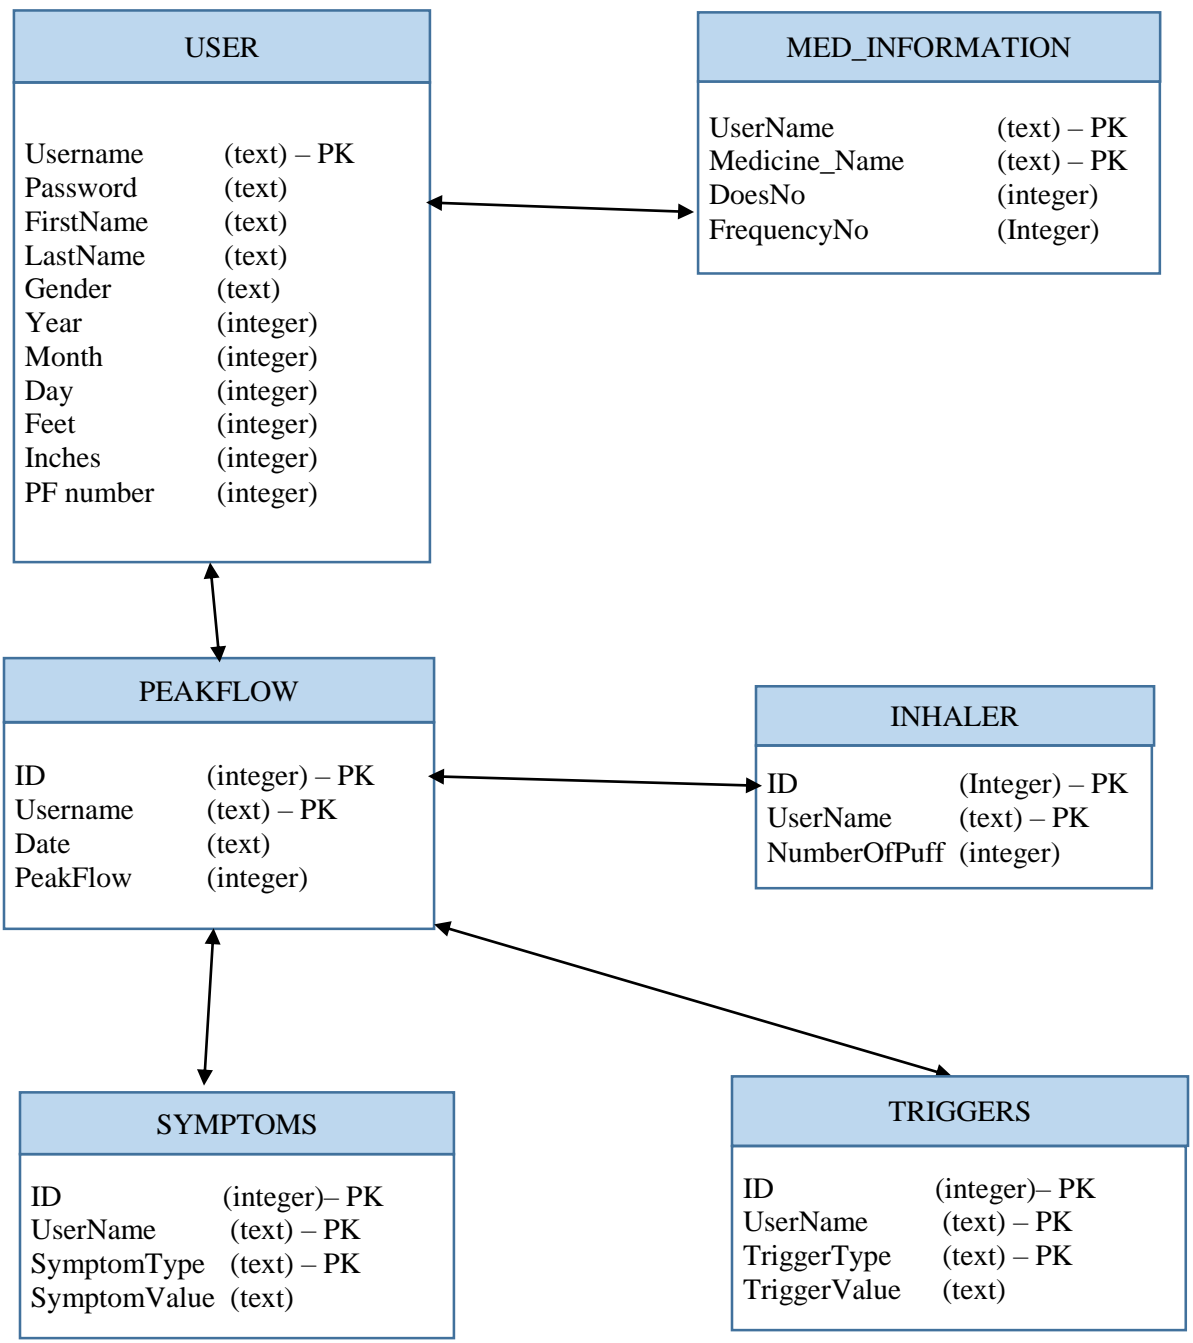 USER
Username (text) – PK
Password (text)
FirstName (text)
LastName (text)
Gender (text)
Year (integer)
Month (integer)
Day (integer)
Feet (integer)
Inches (integer)
PF number (integer)
MED_INFORMATION
UserName (text) – PK
Medicine_Name (text) – PK
DoesNo (integer)
FrequencyNo (Integer)
PEAKFLOW
ID (integer) – PK
Username (text) – PK
Date (text)
PeakFlow (integer)
INHALER
ID (Integer) – PK
UserName (text) – PK
NumberOfPuff (integer)
SYMPTOMS
ID (integer)– PK
UserName (text) – PK
SymptomType (text) – PK
SymptomValue (text)
TRIGGERS
ID (integer)– PK
UserName (text) – PK
TriggerType (text) – PK
TriggerValue (text)